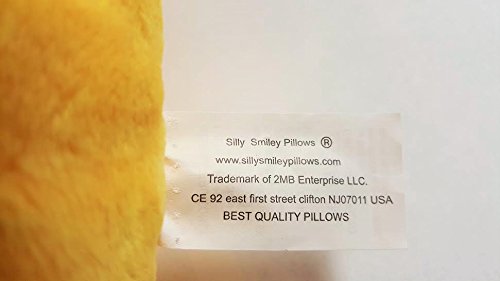 Silly Smiley Pillows ®
www.sillysmileypillows.com
Trademark of 2MB Enterprise LLC.
CE 92 east first street clifton NJ07011 USA
BEST QUALITY PILLOWS